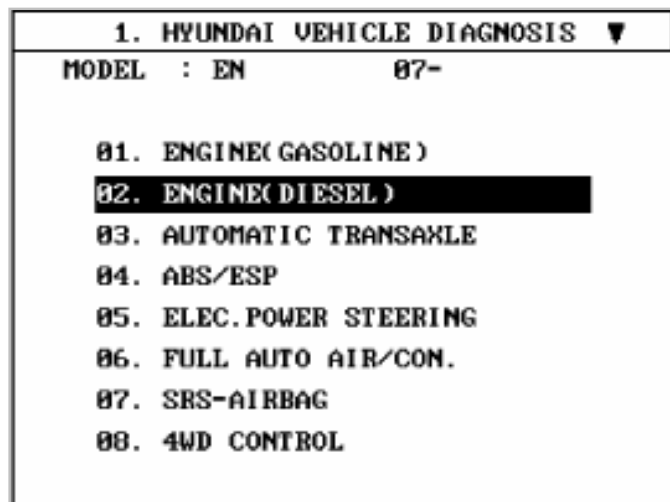 1. HYUNDAI VEHICLE DIAGNOSIS ▼
MODEL : EN 07-
01. ENGINE(GASOLINE)
02. ENGINE(DIESEL)
03. AUTOMATIC TRANSAXLE
04. ABS/ESP
05. ELEC.POWER STEERING
06. FULL AUTO AIR/CON.
07. SRS-AIRBAG
08. 4WD CONTROL